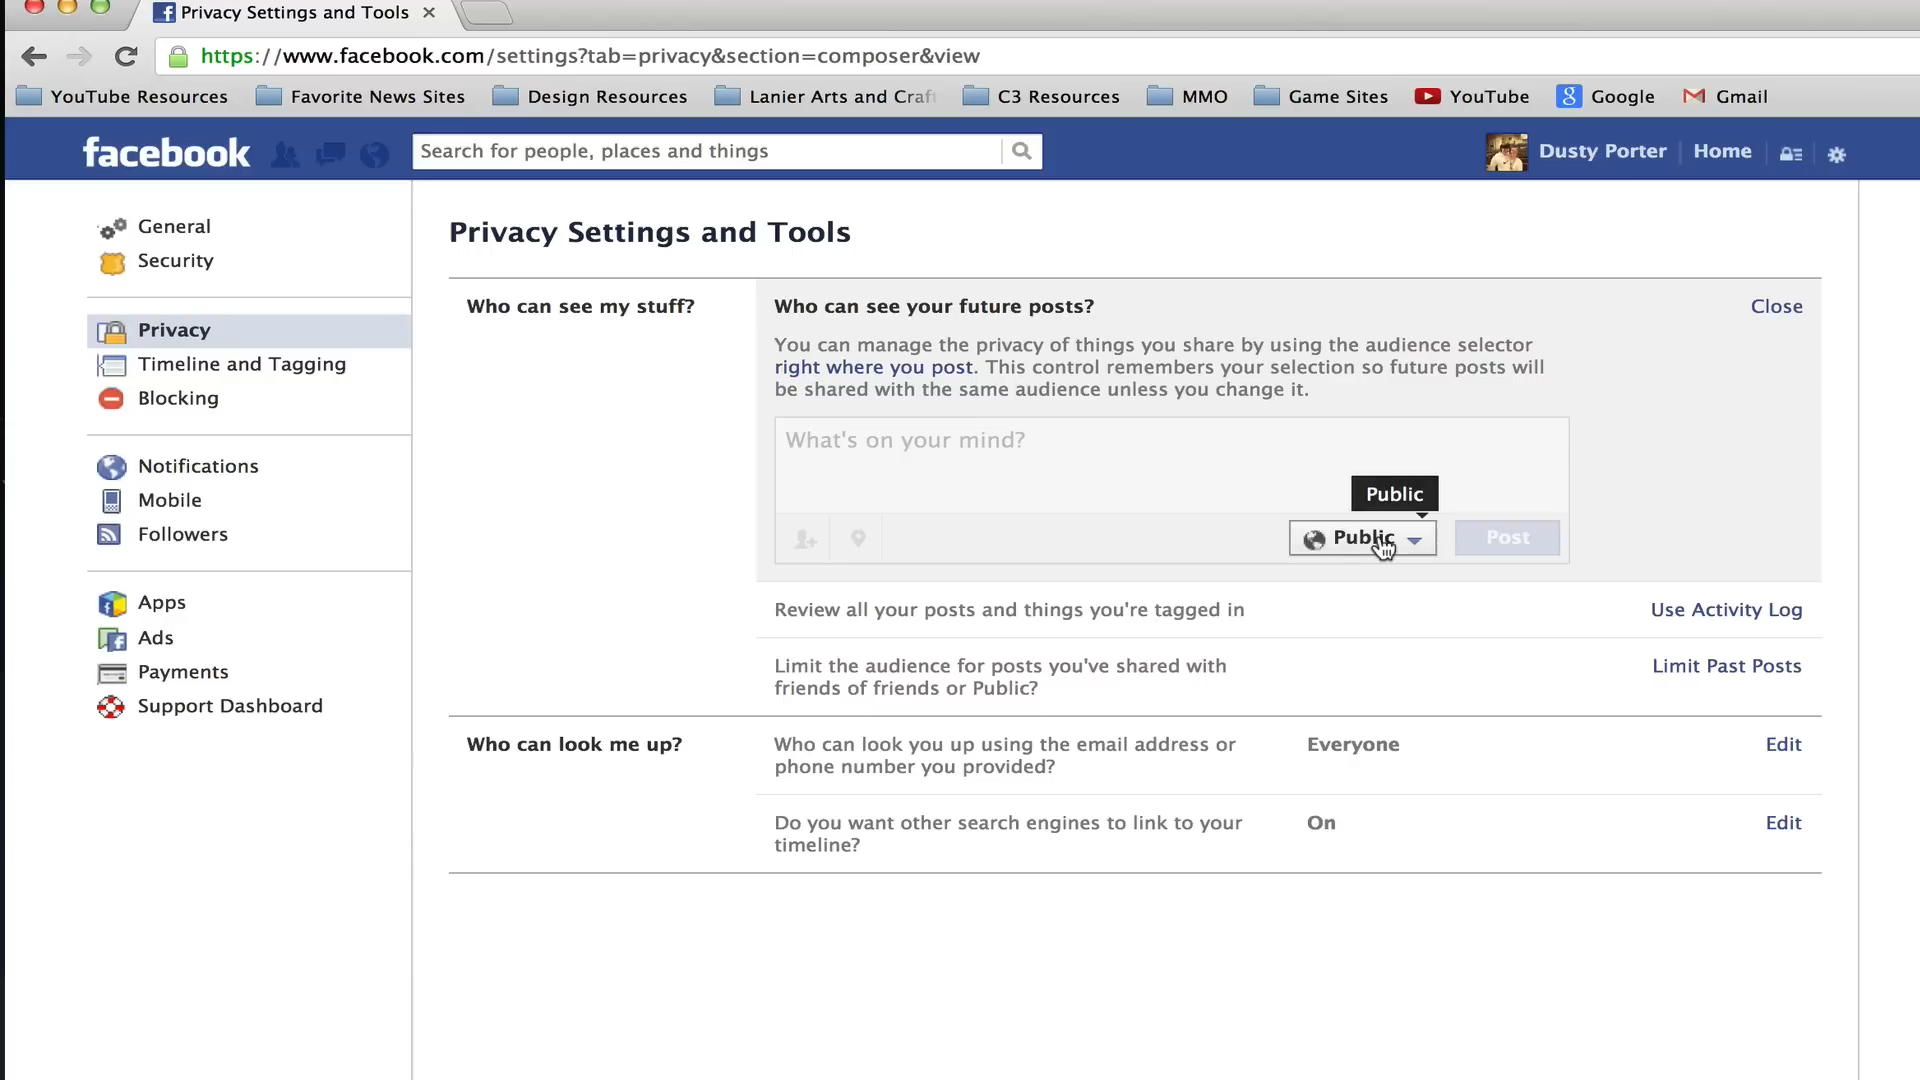 Privacy Settings and Tools
https://www.facebook.com/settings?tab=privacy&section=composer&view
YouTube Resources Favorite News Sites Design Resources Lanier Arts and Craf C3 Resources MMO Game Sites YouTube Google Gmail
facebook Search for people, places and things Dusty Porter Home
General
Security
Privacy
Timeline and Tagging
Blocking
Notifications
Mobile
Followers
Apps
Ads
Payments
Support Dashboard
Privacy Settings and Tools
Who can see my stuff?
Who can see your future posts? Close
You can manage the privacy of things you share by using the audience selector
right where you post. This control remembers your selection so future posts will
be shared with the same audience unless you change it.
What's on your mind?
Public
Public Post
Review all your posts and things you're tagged in Use Activity Log
Limit the audience for posts you've shared with Limit Past Posts
friends of friends or Public?
Who can look me up?
Who can look you up using the email address or Everyone Edit
phone number you provided?
Do you want other search engines to link to your On Edit
timeline?